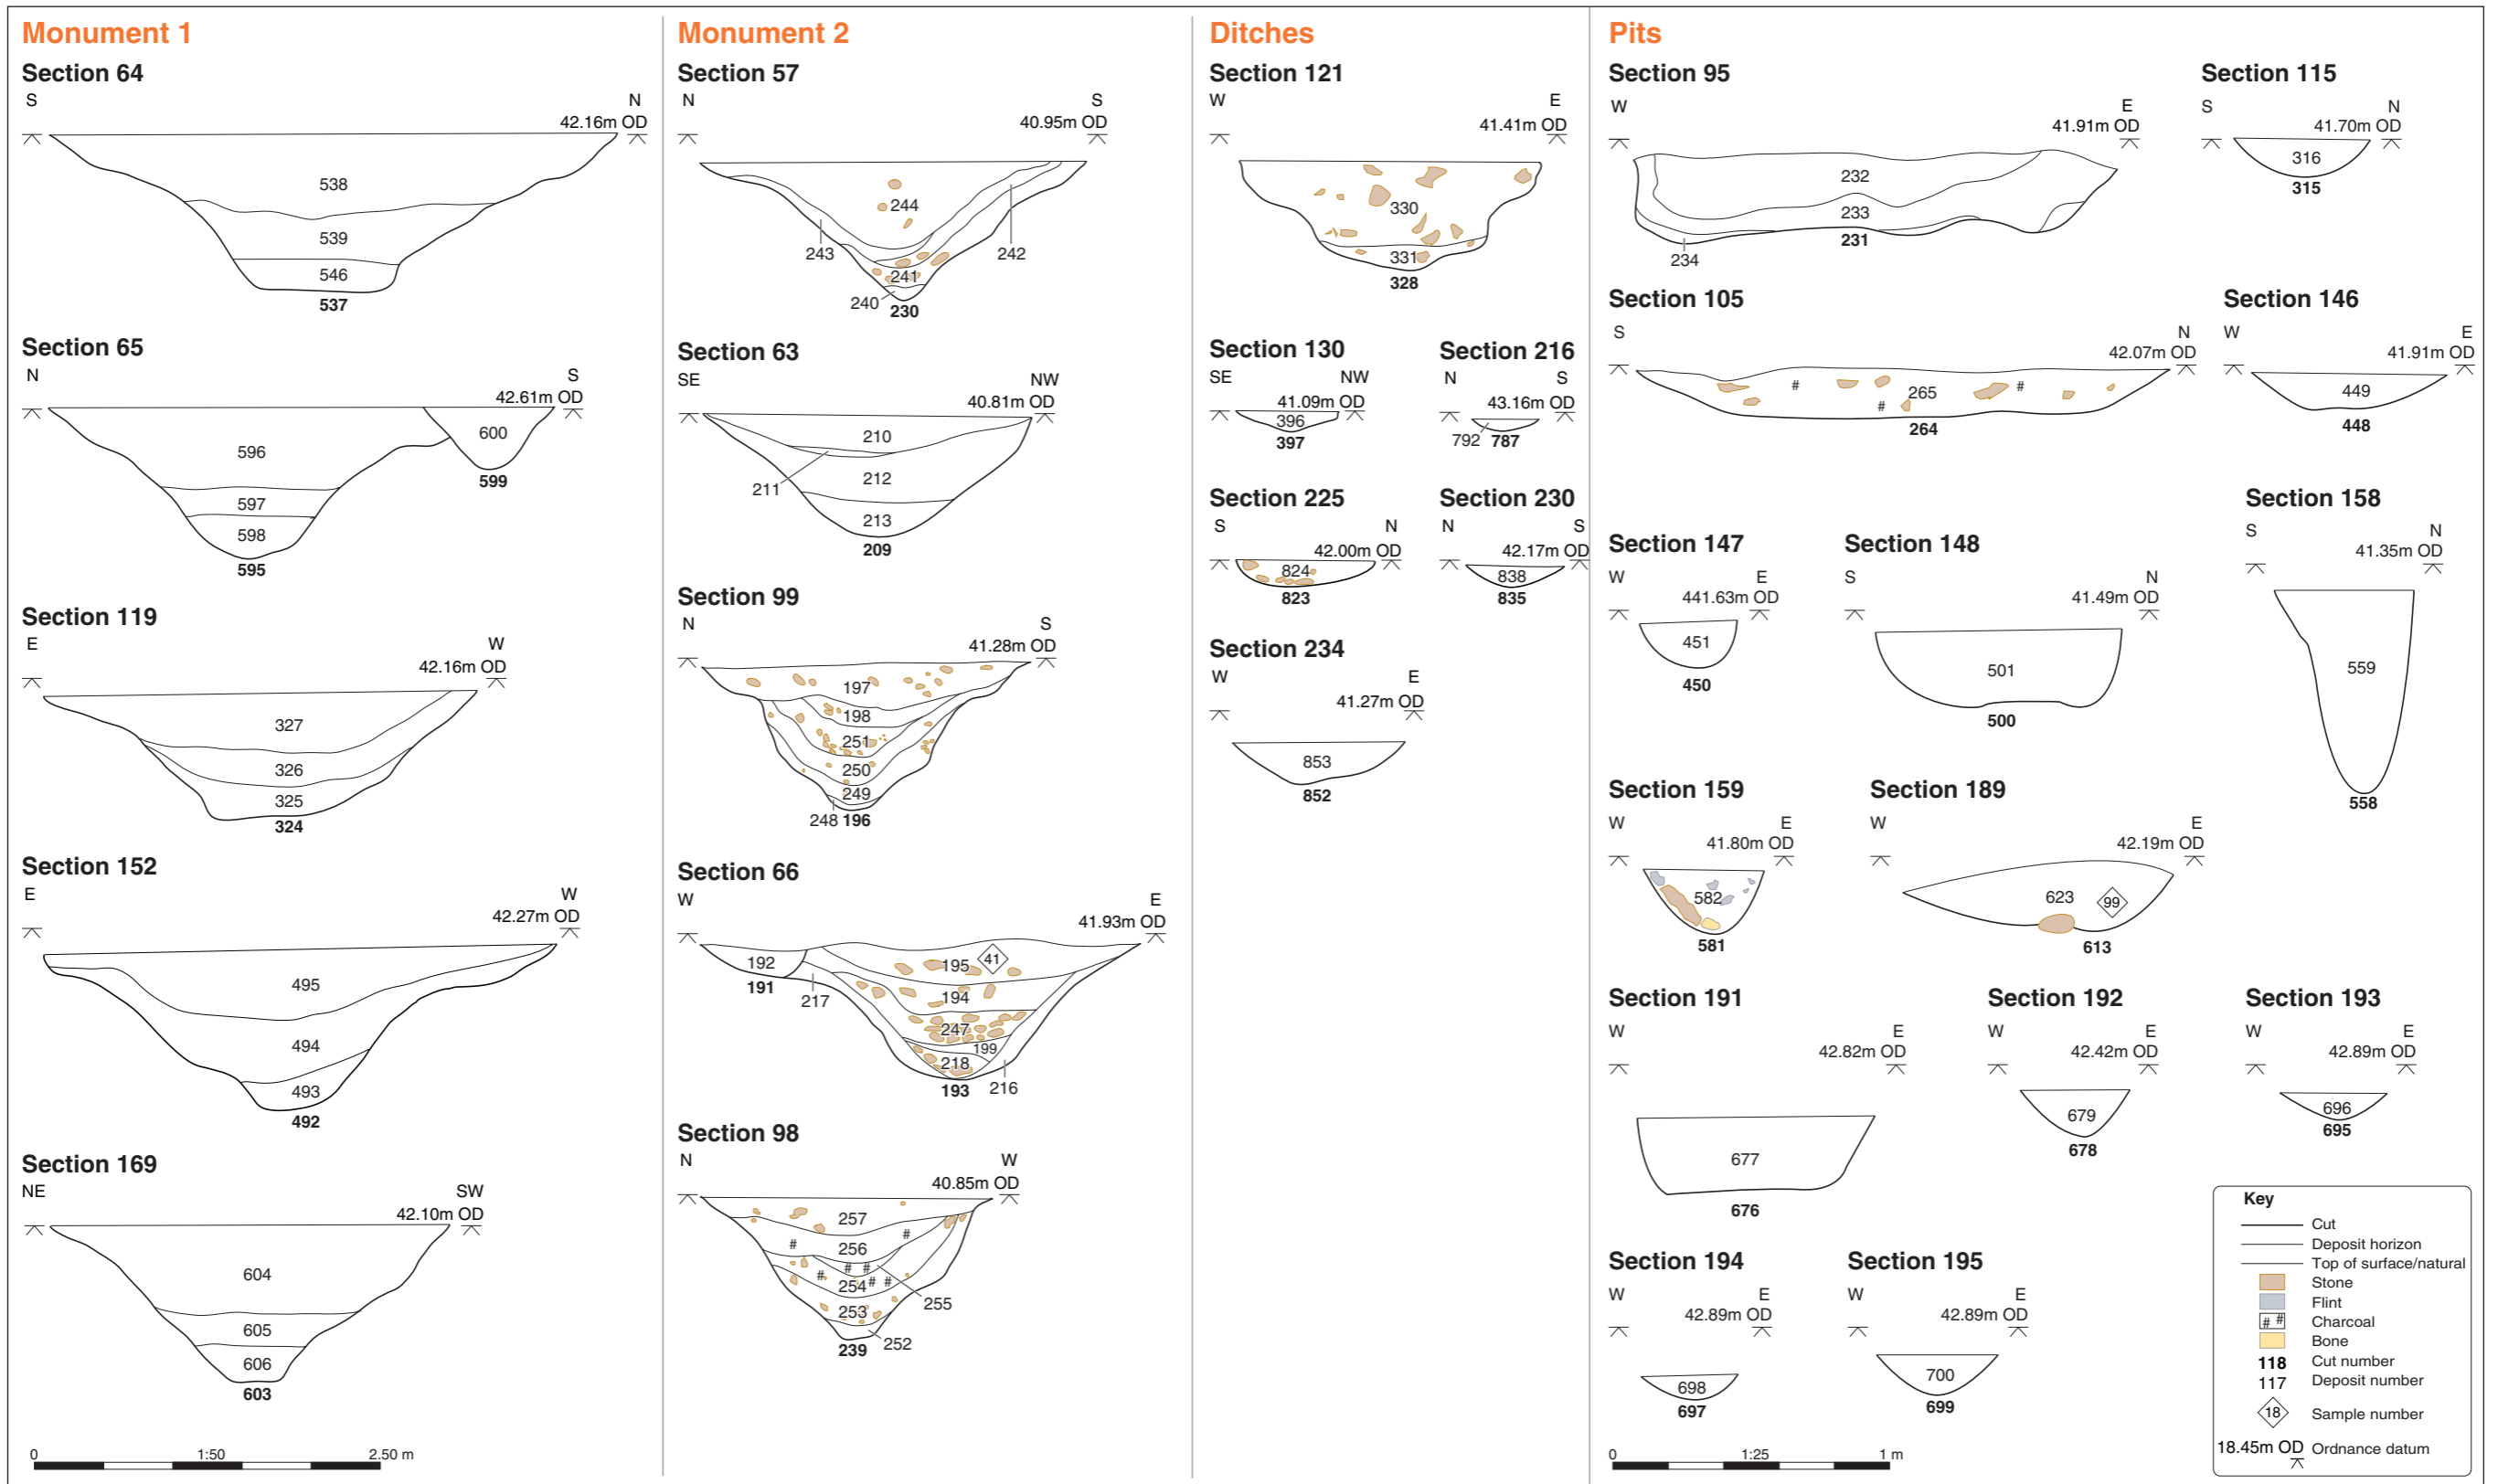 Monument 1
Section 64
S
N
42.16m OD
538
539
546
537
Section 65
N
S
42.61m OD
596
600
597
599
598
595
Section 119
E
W
42.16m OD
327
326
325
324
Section 152
E
W
42.27m OD
495
494
493
492
Section 169
NE
SW
42.10m OD
604
605
606
603
0 1:50 2.50 m
Monument 2
Section 57
N
S
40.95m OD
244
243
242
241
240
230
Section 63
SE
NW
40.81m OD
210
211
212
213
209
Section 99
N
S
41.28m OD
197
198
251
250
249
248 196
Section 66
W
E
41.93m OD
192
195
41
191
217
194
247
199
218
193
216
Section 98
N
W
40.85m OD
257
#
256
#
# #
# 254 # #
255
253
252
239
Ditches
Section 121
W
E
41.41m OD
330
331
328
Section 130
SE
NW
41.09m OD
396
397
Section 216
N
S
43.16m OD
792 787
Section 225
S
N
42.00m OD
824
823
Section 230
N
S
42.17m OD
838
835
Section 234
W
E
41.27m OD
853
852
Pits
Section 95
W
E
41.91m OD
232
233
231
234
Section 115
S
N
41.70m OD
316
315
Section 105
S
N
42.07m OD
# 265 #
#
264
Section 146
W
E
41.91m OD
449
448
Section 147
W
E
441.63m OD
451
450
Section 148
S
N
41.49m OD
501
500
Section 158
S
N
41.35m OD
559
558
Section 159
W
E
41.80m OD
582
581
Section 189
W
E
42.19m OD
623
99
613
Section 191
W
E
42.82m OD
677
676
Section 192
W
E
42.42m OD
679
678
Section 193
W
E
42.89m OD
696
695
Section 194
W
E
42.89m OD
698
697
Section 195
W
E
42.89m OD
700
699
0 1:25 1 m
Key
Cut
Deposit horizon
Top of surface/natural
Stone
Flint
# # Charcoal
Bone
118 Cut number
117 Deposit number
18 Sample number
18.45m OD Ordnance datum